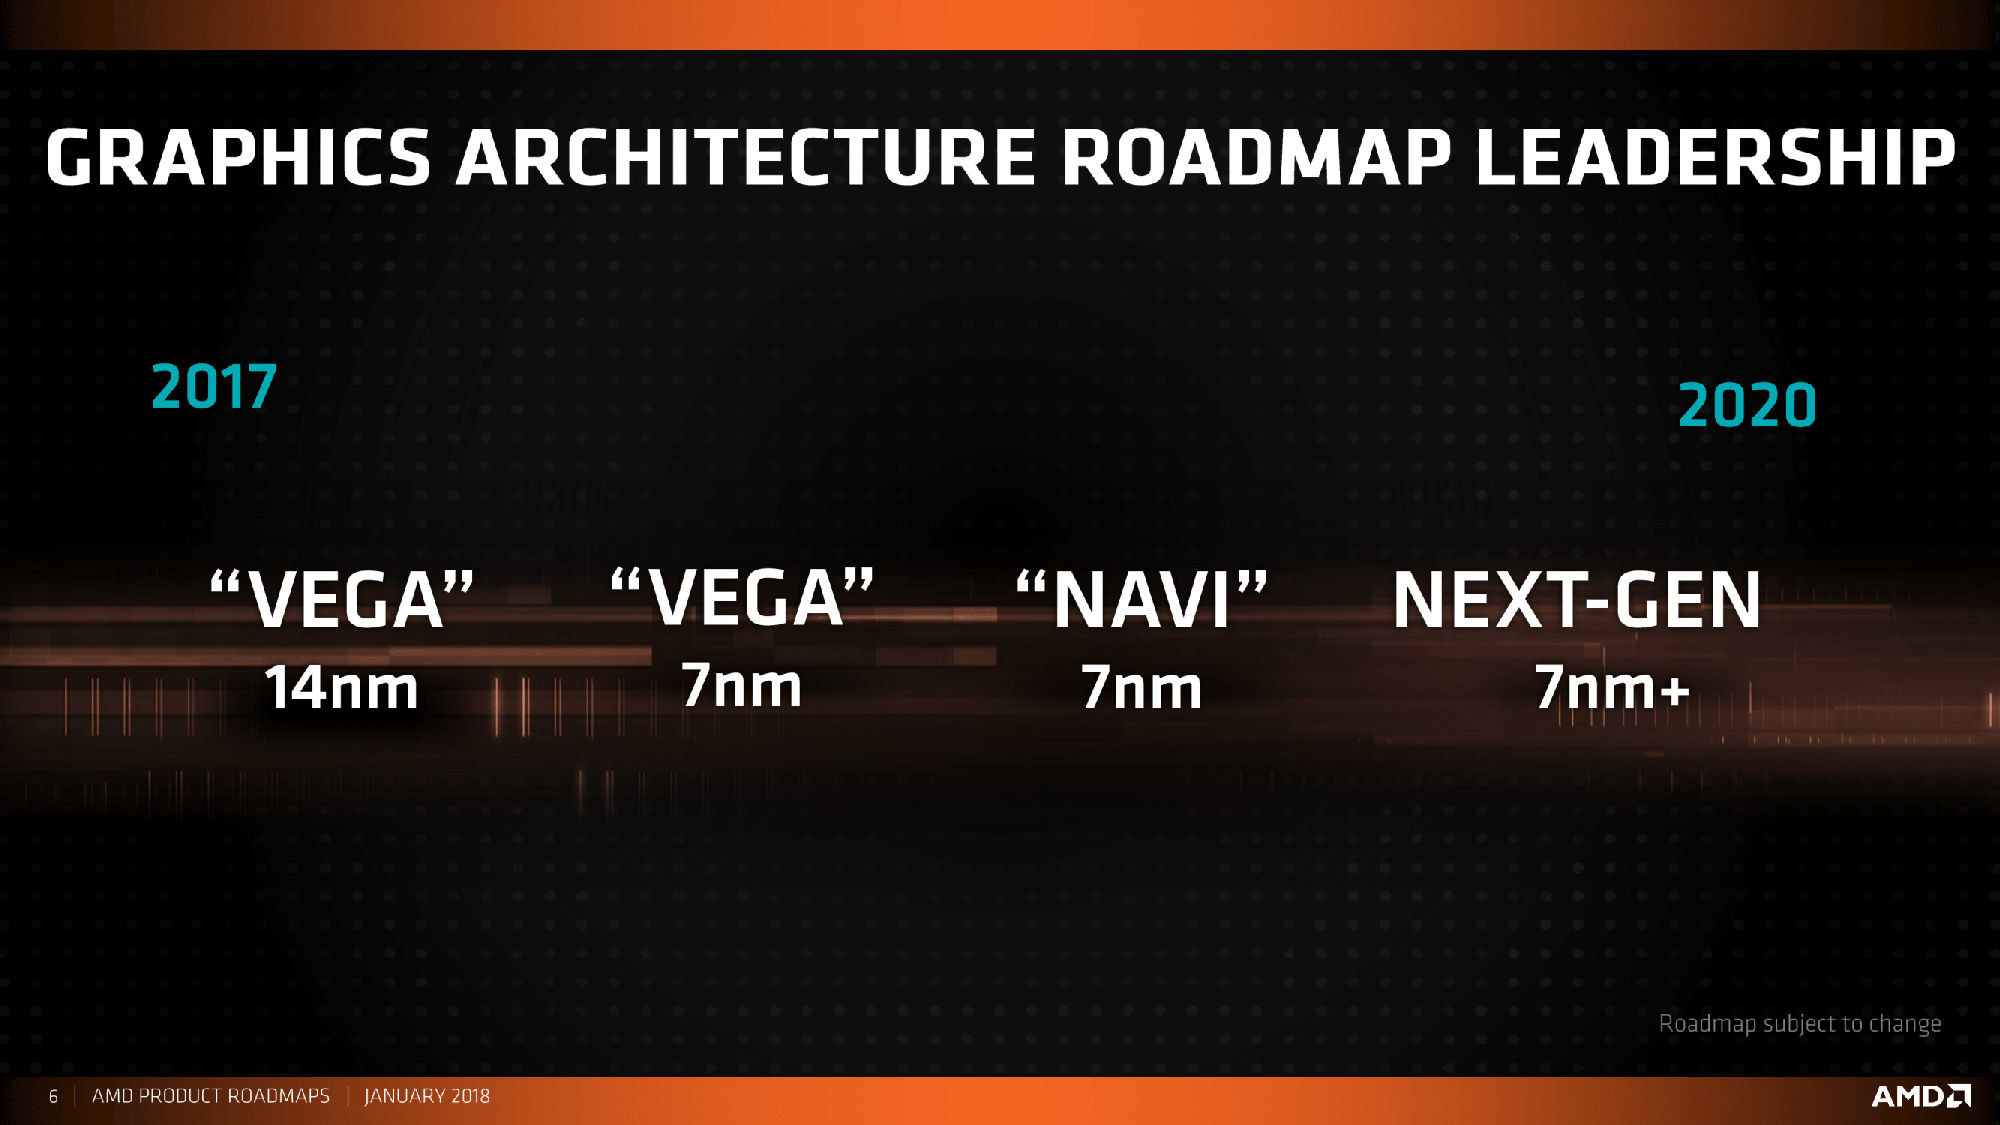 GRAPHICS ARCHITECTURE ROADMAP LEADERSHIP
2017
2020
“VEGA” “VEGA” “NAVI” NEXT-GEN
14nm 7nm 7nm 7nm+
Roadmap subject to change
6 | AMD PRODUCT ROADMAPS | JANUARY 2018
AMD